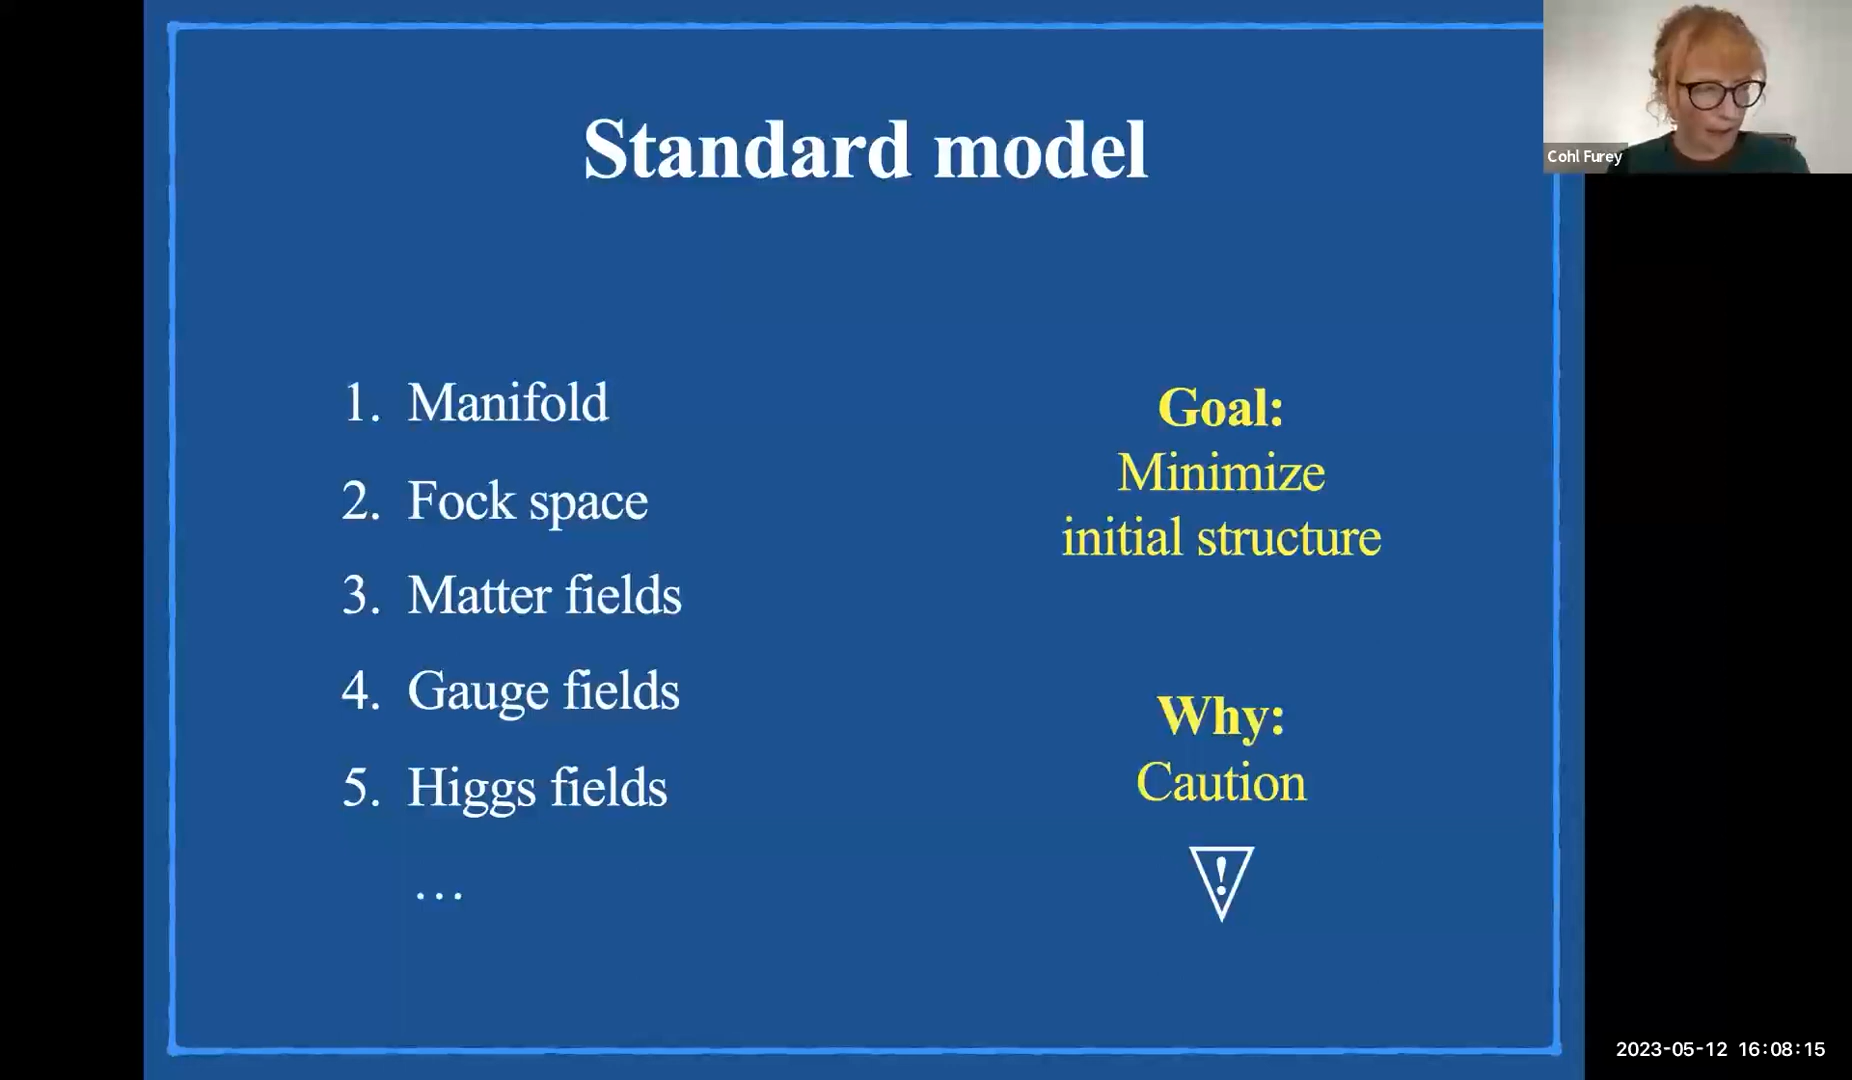 Standard model
Cohl Furey
1. Manifold
2. Fock space
3. Matter fields
4. Gauge fields
5. Higgs fields
...
Goal:
Minimize
initial structure
Why:
Caution
!
2023-05-12 16:08:15